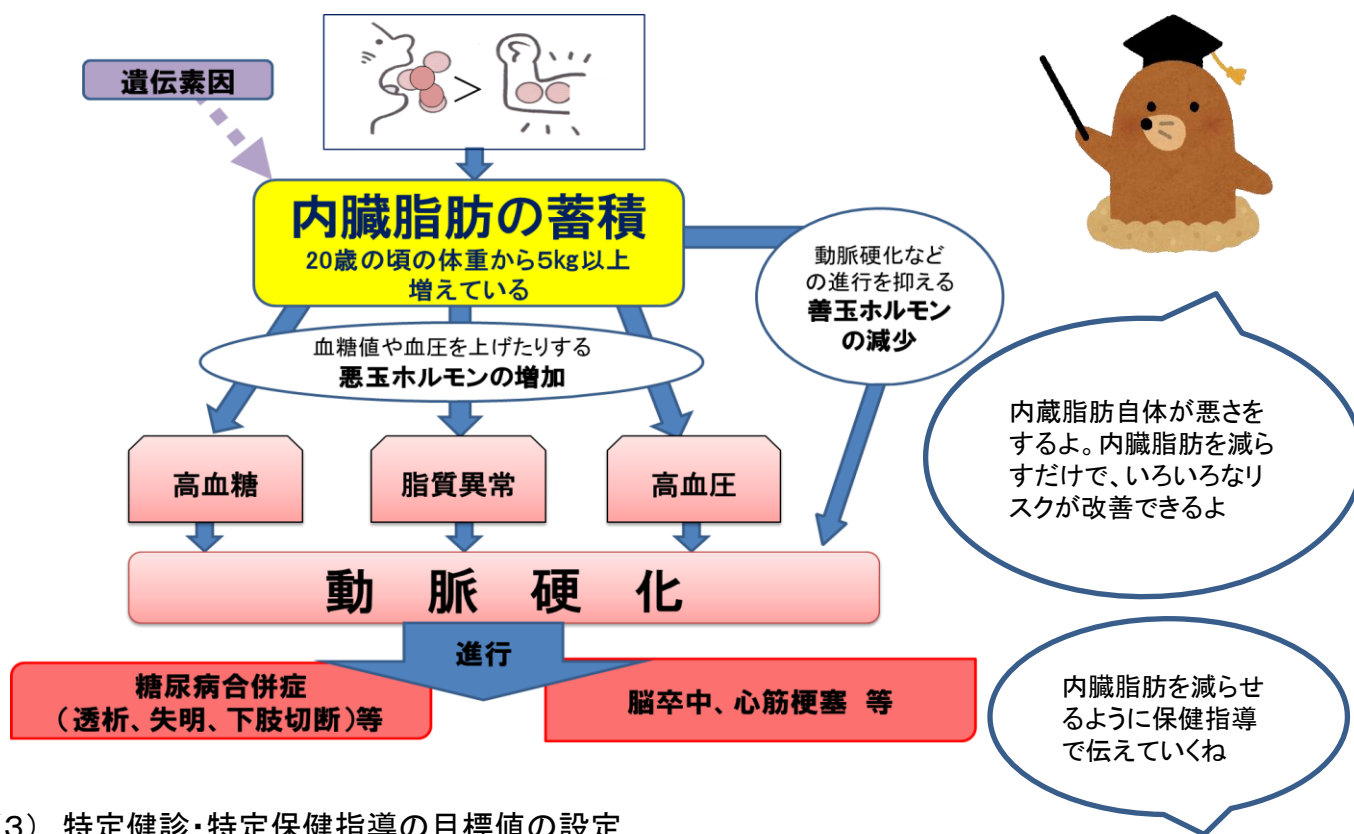 遺伝素因
>
内臓脂肪の蓄積
20歳の頃の体重から5kg以上
増えている
動脈硬化など
の進行を抑える
善玉ホルモン
の減少
血糖値や血圧を上げたりする
悪玉ホルモンの増加
高血糖
脂質異常
高血圧
動 脈 硬 化
進行
糖尿病合併症
(透析、失明、下肢切断)等
脳卒中、心筋梗塞 等
内蔵脂肪自体が悪さを
するよ。内臓脂肪を減ら
すだけで、いろいろなリ
スクが改善できるよ
内臓脂肪を減らせ
るように保健指導
で伝えていくね
3) 特定健診・特定保健指導の目標値の設定